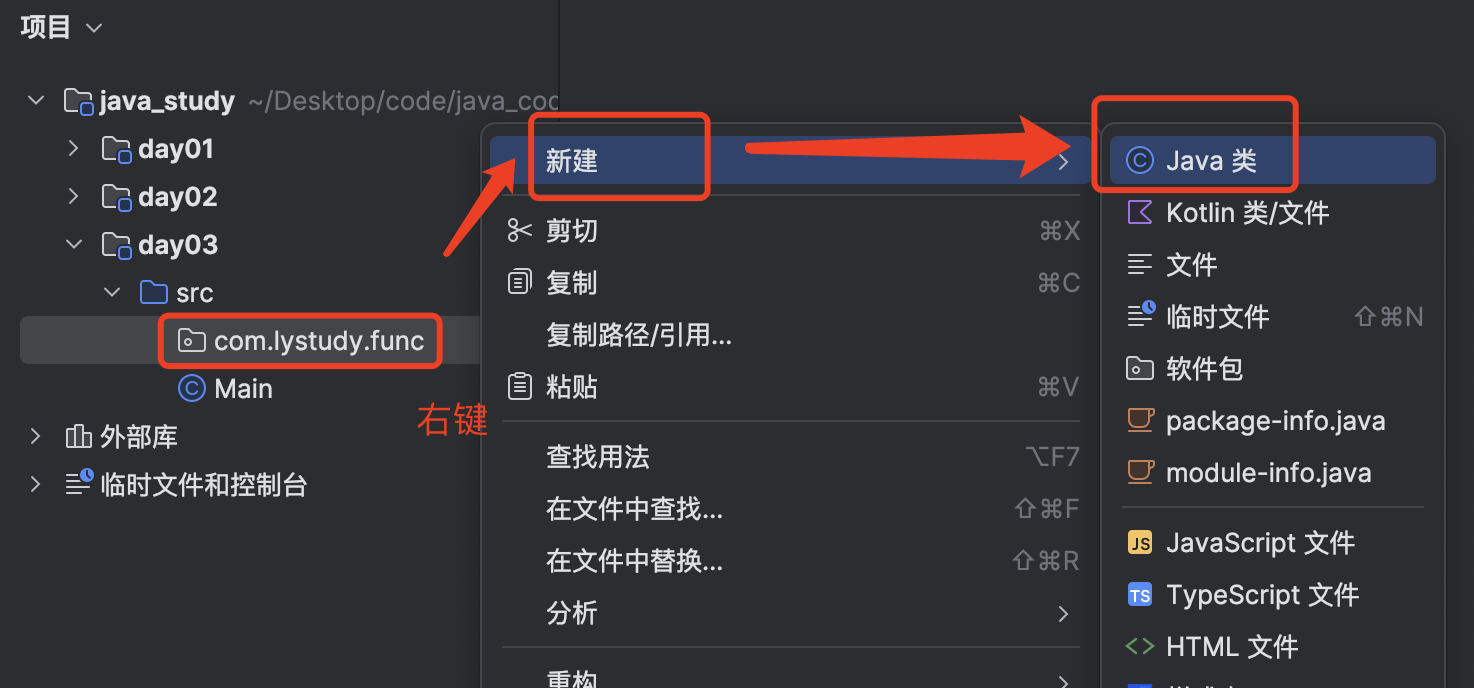 项目
java_study ~/Desktop/code/java_coc
day01
day02
day03
src
com.lystudy.func
Main
外部库
临时文件和控制台
右键
新建
剪切 ⌘X
复制 ⌘C
复制路径/引用...
粘贴 ⌘V
查找用法 ⌥F7
在文件中查找... ⇧⌘F
在文件中替换... ⇧⌘R
分析
重构
Java 类
Kotlin 类/文件
文件
临时文件 ⇧⌘N
软件包
package-info.java
module-info.java
JS JavaScript 文件
TS TypeScript 文件
HTML 文件